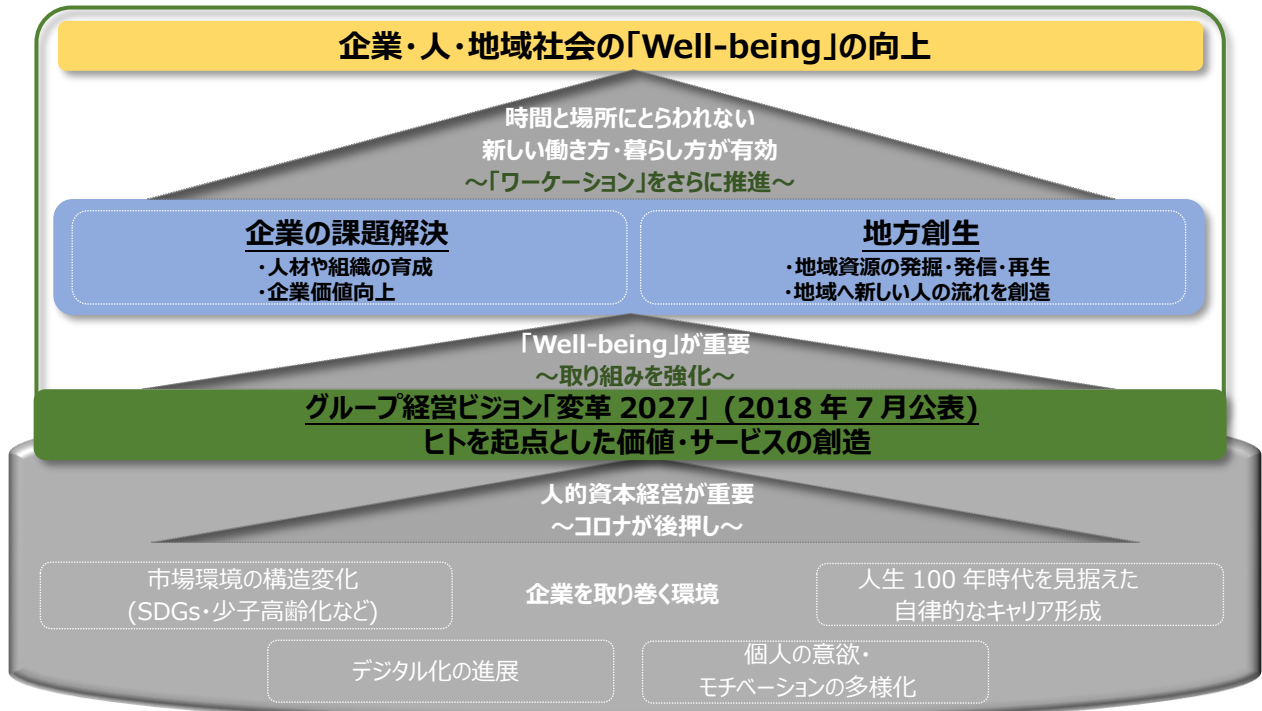 企業・人・地域社会の「Well-being」の向上
時間と場所にとらわれない
新しい働き方・暮らし方が有効
～「ワーケーション」をさらに推進～
企業の課題解決
・人材や組織の育成
・企業価値向上
地方創生
・地域資源の発掘・発信・再生
・地域へ新しい人の流れを創造
「Well-being」が重要
～取り組みを強化～
グループ経営ビジョン「変革 2027」 (2018 年 7 月公表)
ヒトを起点とした価値・サービスの創造
人的資本経営が重要
～コロナが後押し～
市場環境の構造変化
(SDGs・少子高齢化など)
企業を取り巻く環境
人生 100 年時代を見据えた
自律的なキャリア形成
デジタル化の進展
個人の意欲・
モチベーションの多様化